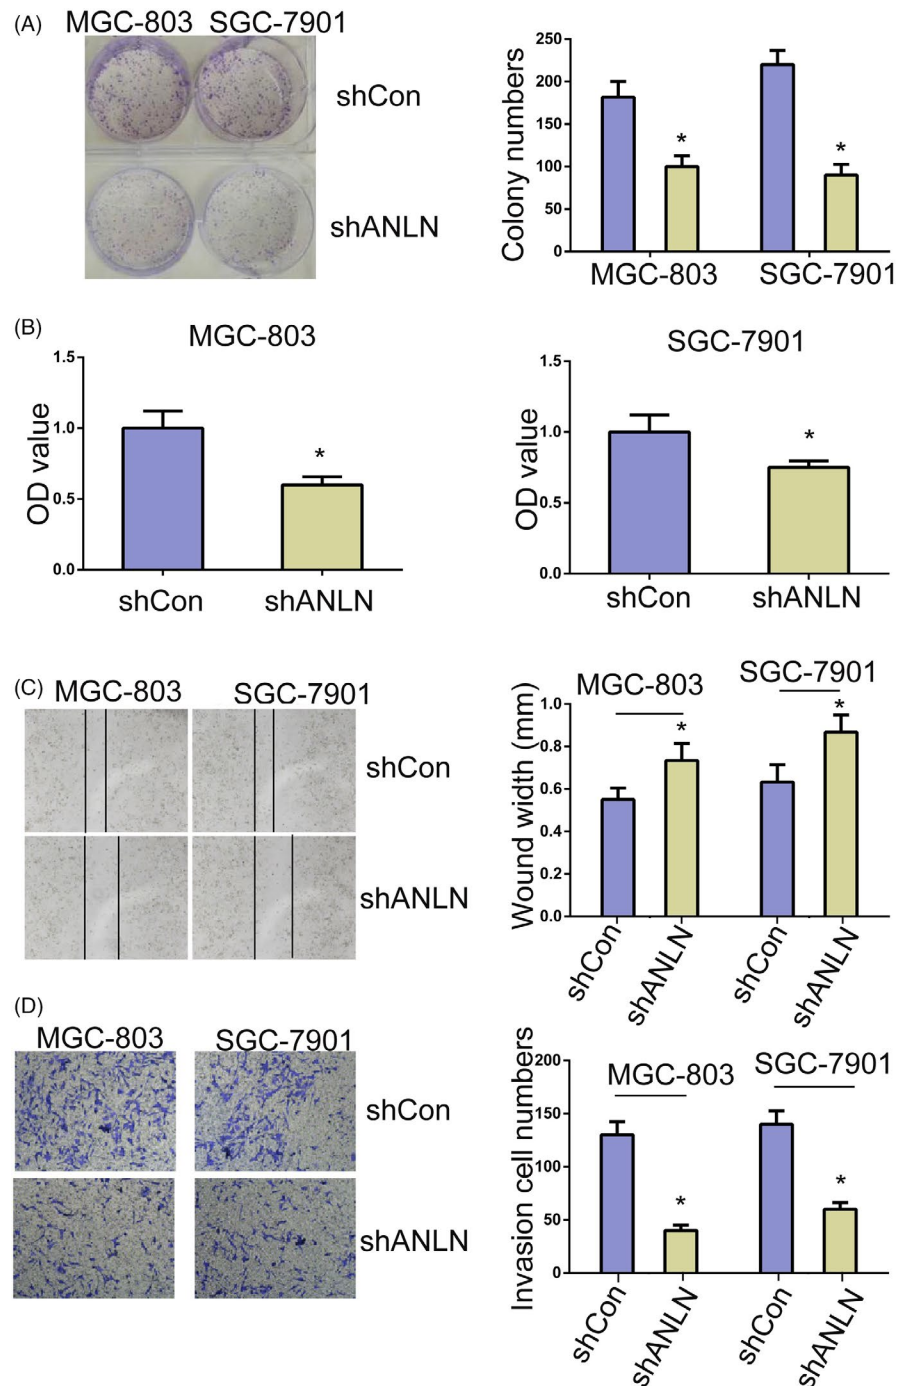 (A)
MGC-803 SGC-7901
shCon
shANLN
Colony numbers
250
200
150
100
50
0
*
*
MGC-803
SGC-7901
(B)
MGC-803
OD value
1.5
1.0
0.5
0.0
*
shCon
shANLN
SGC-7901
OD value
1.5
1.0
0.5
0.0
*
shCon
shANLN
(C)
MGC-803
SGC-7901
shCon
shANLN
Wound width (mm)
1.0
0.8
0.6
0.4
0.2
0.0
MGC-803
SGC-7901
*
*
shCon
shANLN
shCon
shANLN
(D)
MGC-803
SGC-7901
shCon
shANLN
Invasion cell numbers
200
150
100
50
0
MGC-803
SGC-7901
*
*
shCon
shANLN
shCon
shANLN